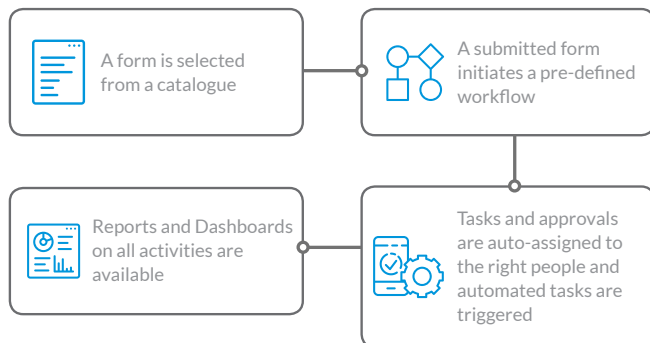 A form is selected
from a catalogue
A submitted form
initiates a pre-defined
workflow
Tasks and approvals
are auto-assigned to
the right people and
automated tasks are
triggered
Reports and Dashboards
on all activities are
available